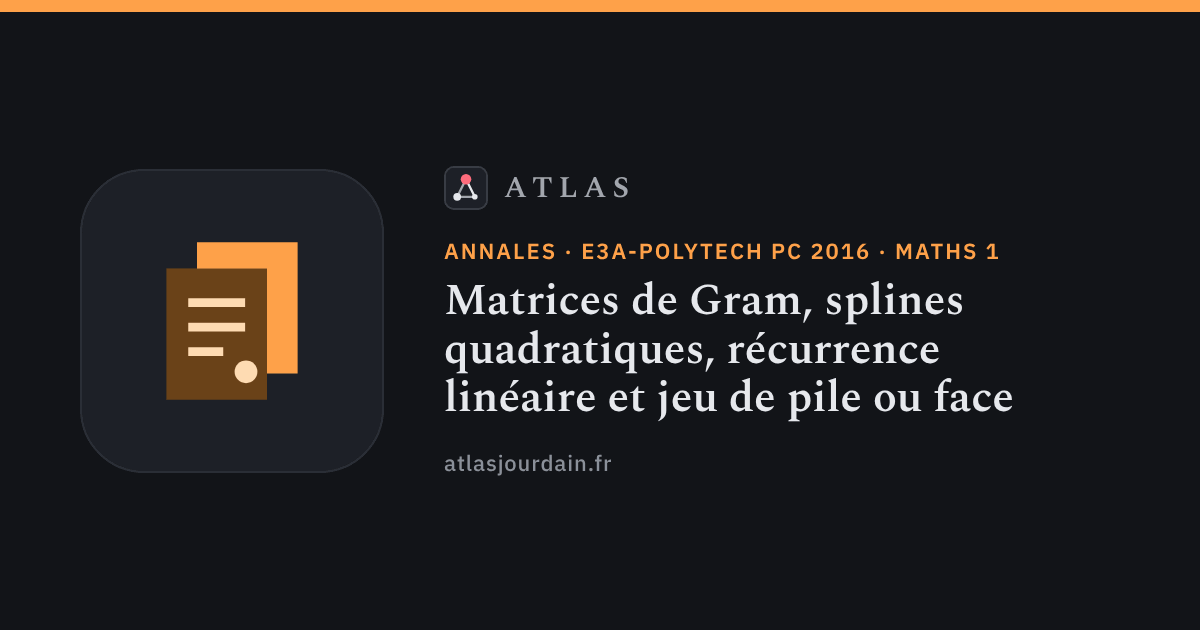 ATLAS
ANNALES · E3A-POLYTECH PC 2016 · MATHS 1
Matrices de Gram, splines
quadratiques, récurrence
linéaire et jeu de pile ou face
atlasjourdain.fr